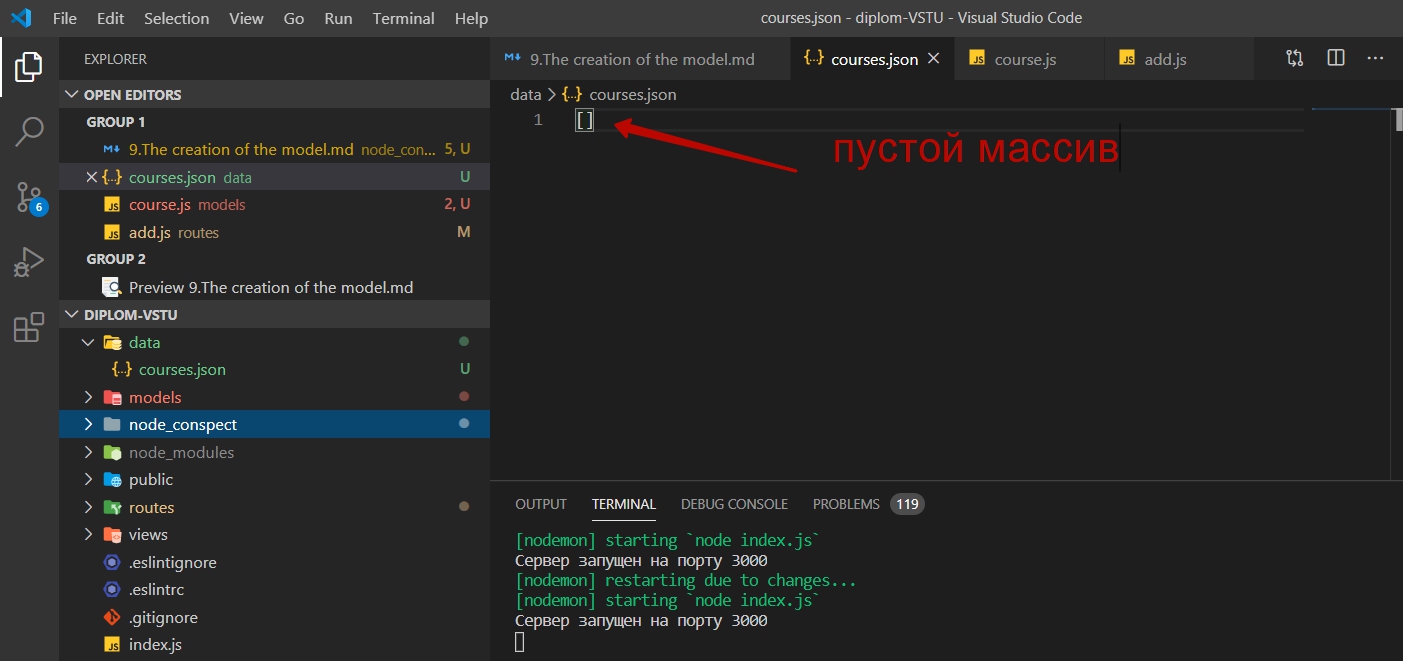 File Edit Selection View Go Run Terminal Help
courses.json - diplom-VSTU - Visual Studio Code
EXPLORER
OPEN EDITORS
GROUP 1
9.The creation of the model.md node_con... 5, U
courses.json data U
JS course.js models 2, U
JS add.js routes M
GROUP 2
Preview 9.The creation of the model.md
DIPLOM-VSTU
data
{..} courses.json U
models
node_conspect
node_modules
public
routes
views
.eslintignore
.eslintrc
.gitignore
JS index.js
6
9.The creation of the model.md
{..} courses.json
JS course.js
JS add.js
data > {..} courses.json
1 []
пустой массив
OUTPUT TERMINAL DEBUG CONSOLE PROBLEMS 119
[nodemon] starting `node index.js`
Сервер запущен на порту 3000
[nodemon] restarting due to changes...
[nodemon] starting `node index.js`
Сервер запущен на порту 3000